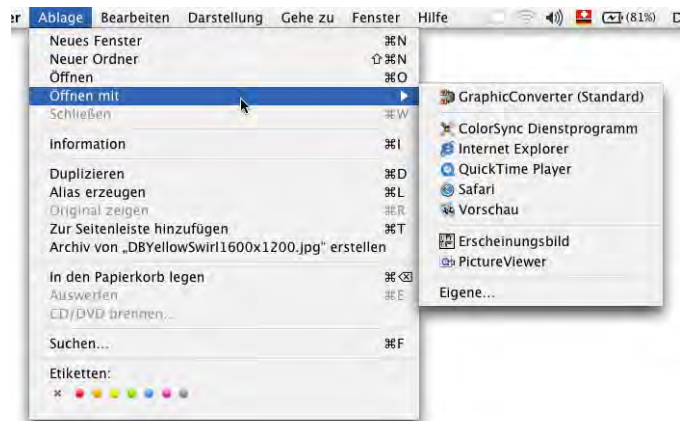 er Ablage Bearbeiten Darstellung Gehe zu Fenster Hilfe (81%) D
Neues Fenster ⌘N
Neuer Ordner ⇧⌘N
Öffnen ⌘O
Öffnen mit
Schließen ⌘W
Information ⌘I
Duplizieren ⌘D
Alias erzeugen ⌘L
Original zeigen ⌘R
Zur Seitenleiste hinzufügen ⌘T
Archiv von „DBYellowSwirl1600x1200.jpg“ erstellen
In den Papierkorb legen ⌘⌫
Auswerfen ⌘E
CD/DVD brennen...
Suchen... ⌘F
Etiketten:
×
GraphicConverter (Standard)
ColorSync Dienstprogramm
Internet Explorer
QuickTime Player
Safari
Vorschau
Erscheinungsbild
PictureViewer
Eigene...